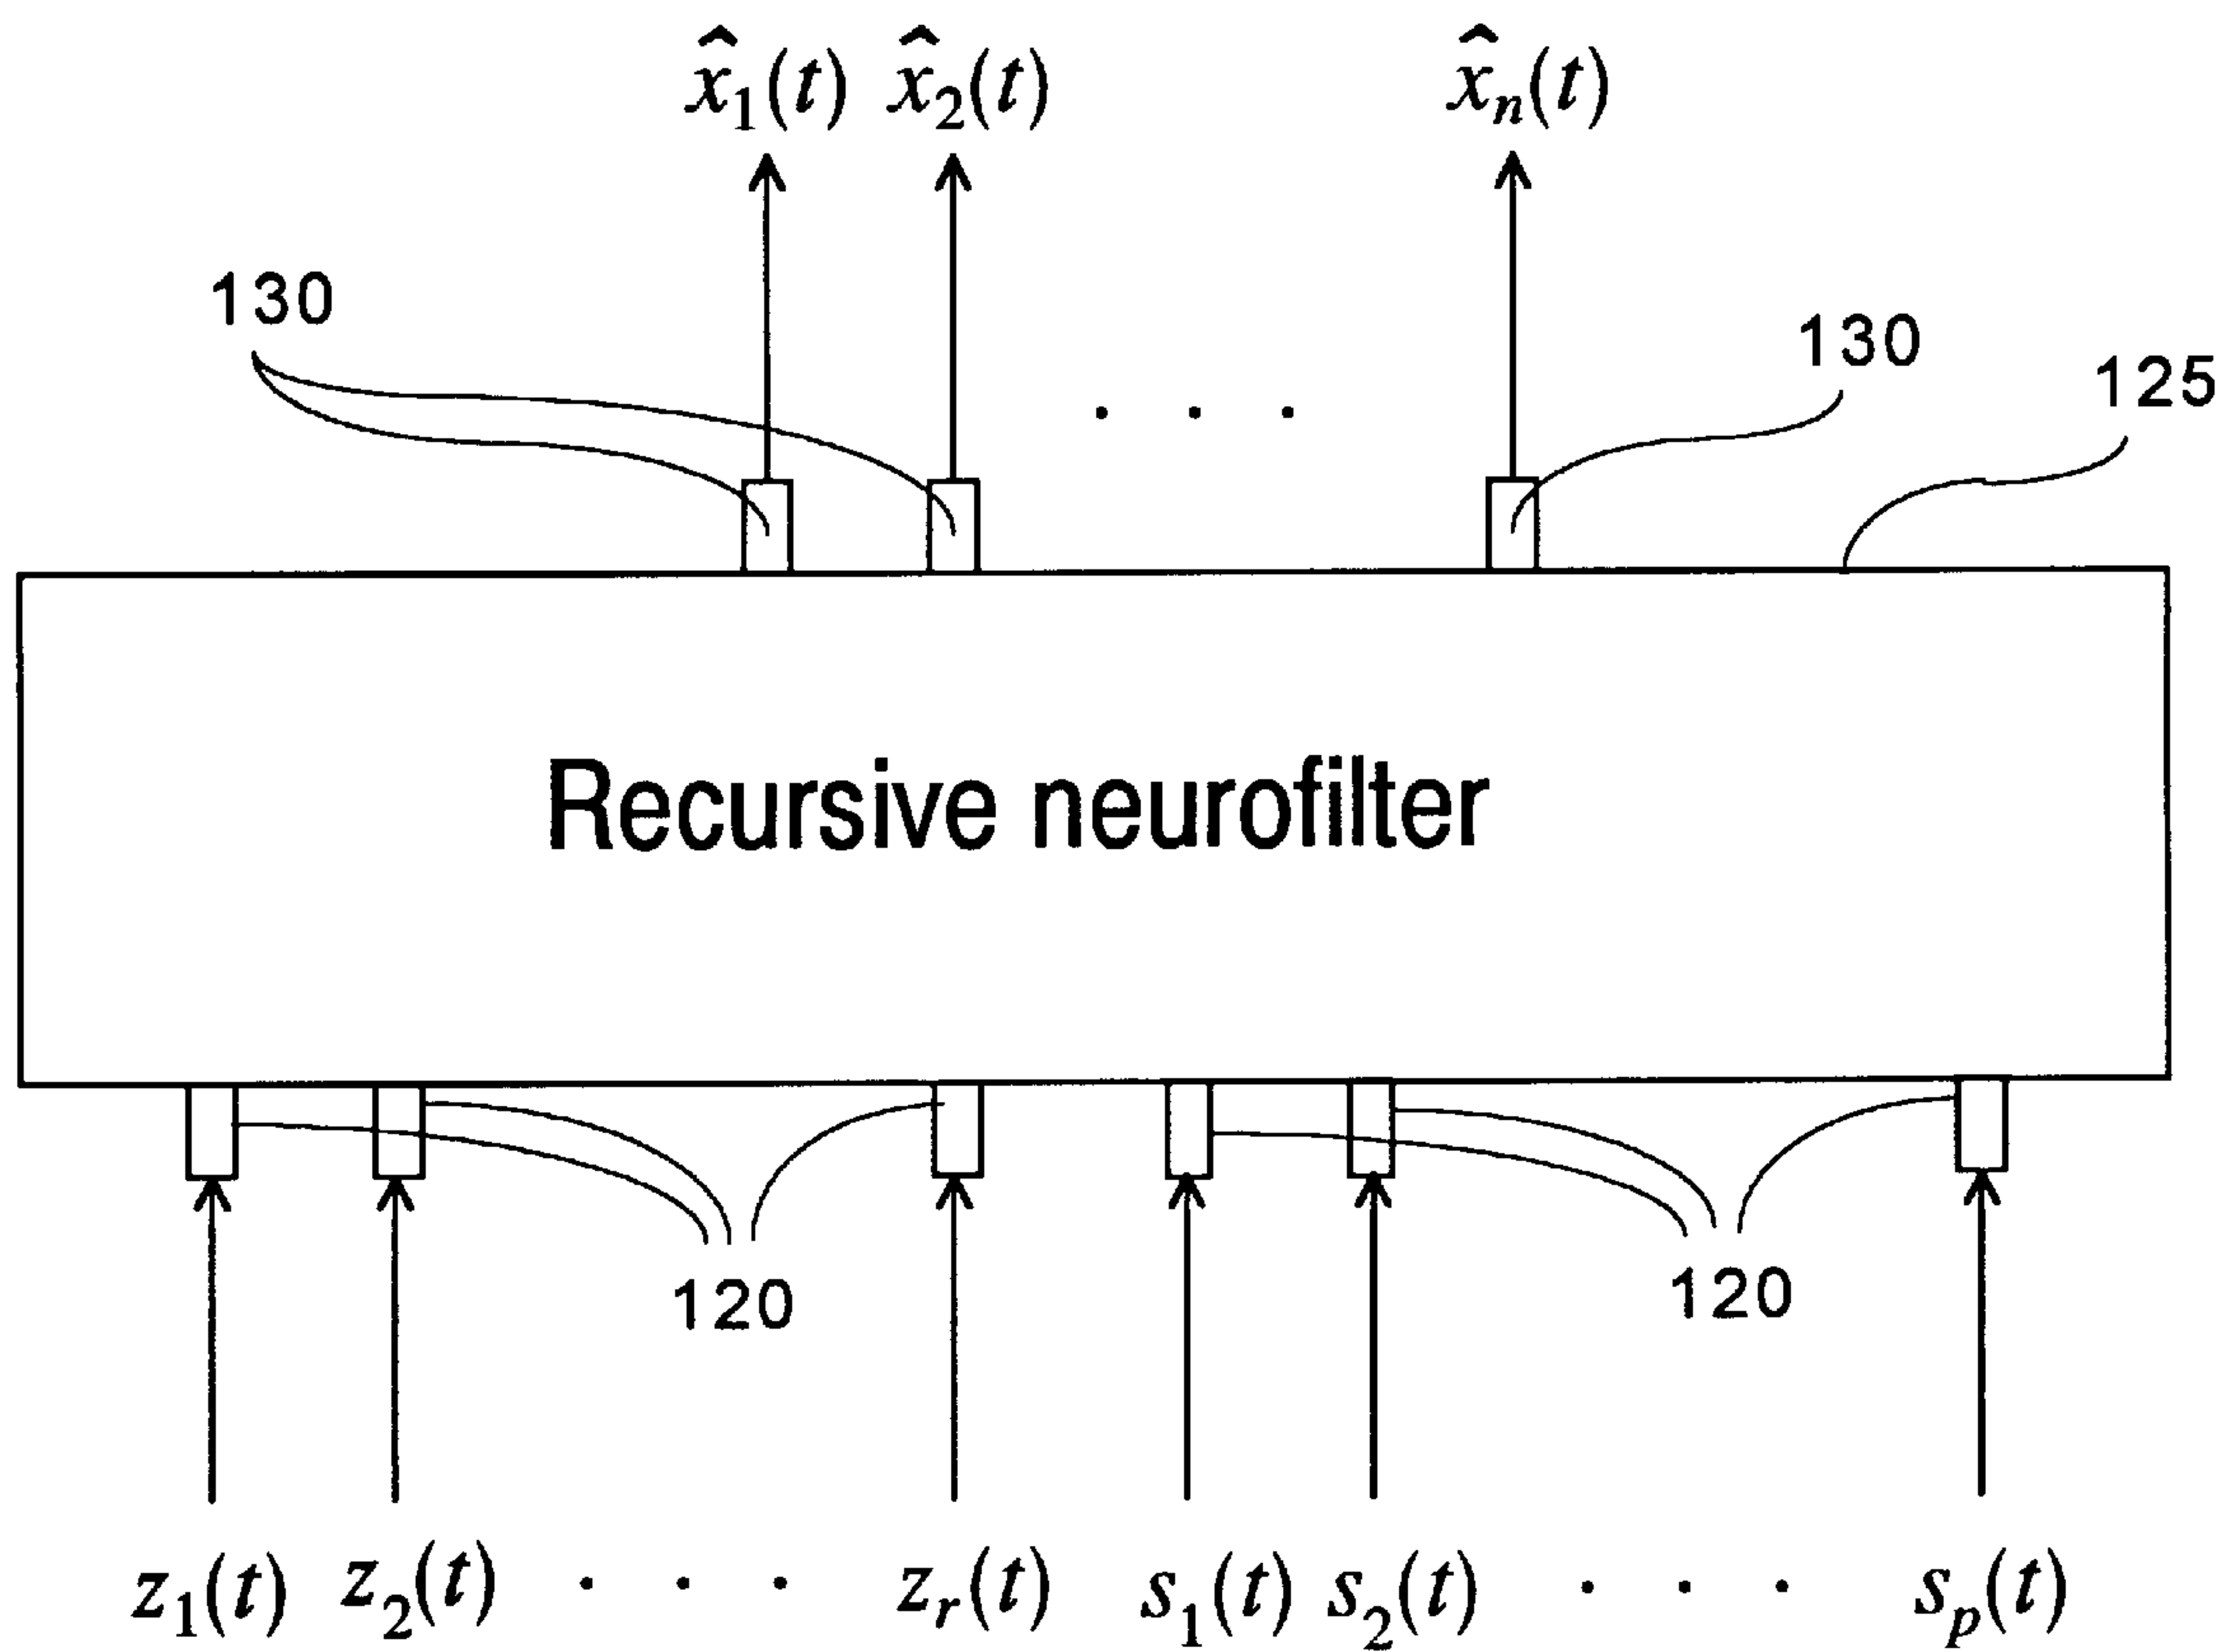 x̂₁(t) x̂₂(t) x̂ₙ(t)
130
130
125
. . .
Recursive neurofilter
120
120
z₁(t) z₂(t) . . . zᵣ(t) s₁(t) s₂(t) . . . sₚ(t)